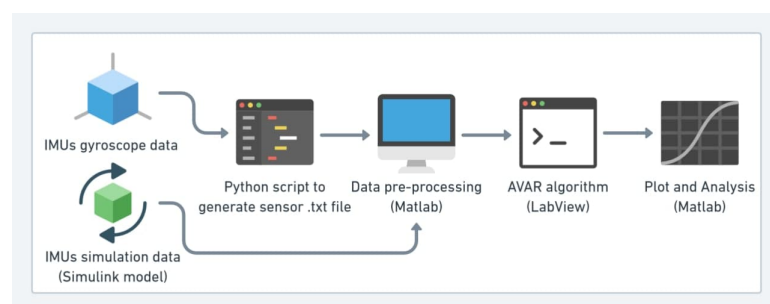 IMUs gyroscope data
Python script to
generate sensor .txt file
Data pre-processing
(Matlab)
AVAR algorithm
(LabView)
Plot and Analysis
(Matlab)
IMUs simulation data
(Simulink model)